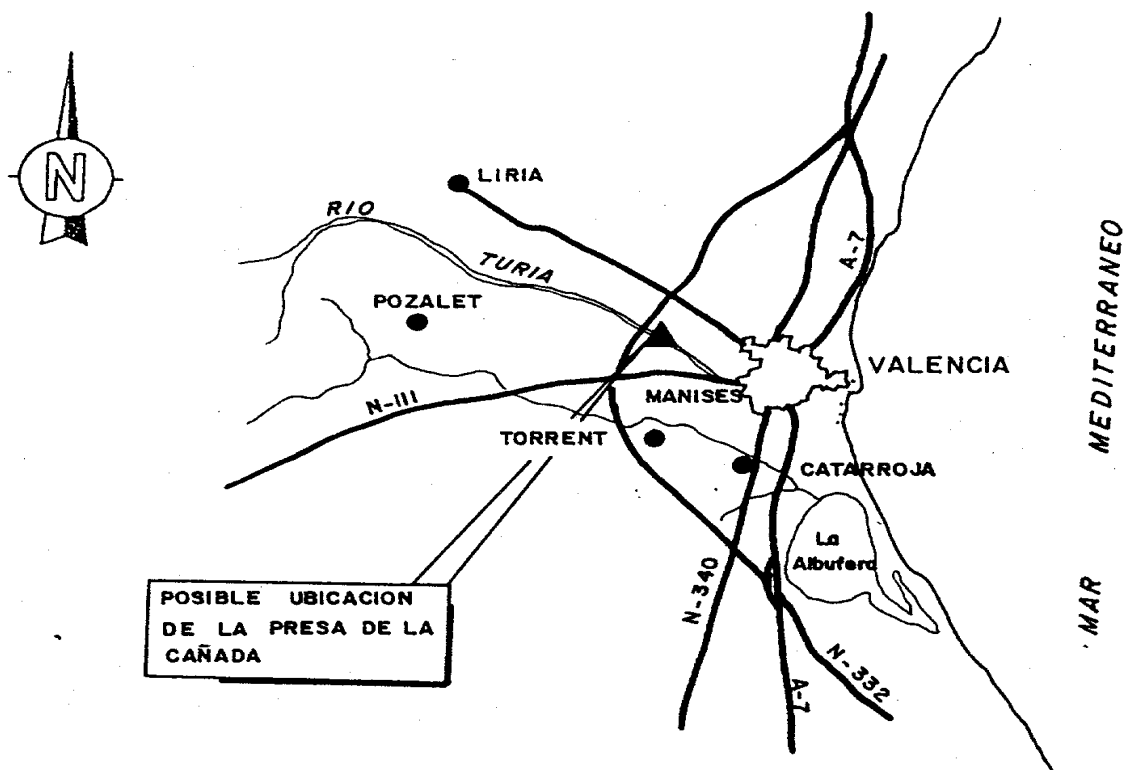 N
LIRIA
RIO
TURIA
POZALET
A-7
VALENCIA
MEDITERRANEO
MANISES
N-111
TORRENT
CATARROJA
La
Albufera
POSIBLE UBICACION
DE LA PRESA DE LA
CAÑADA
N-340
MAR
N-332
A-7